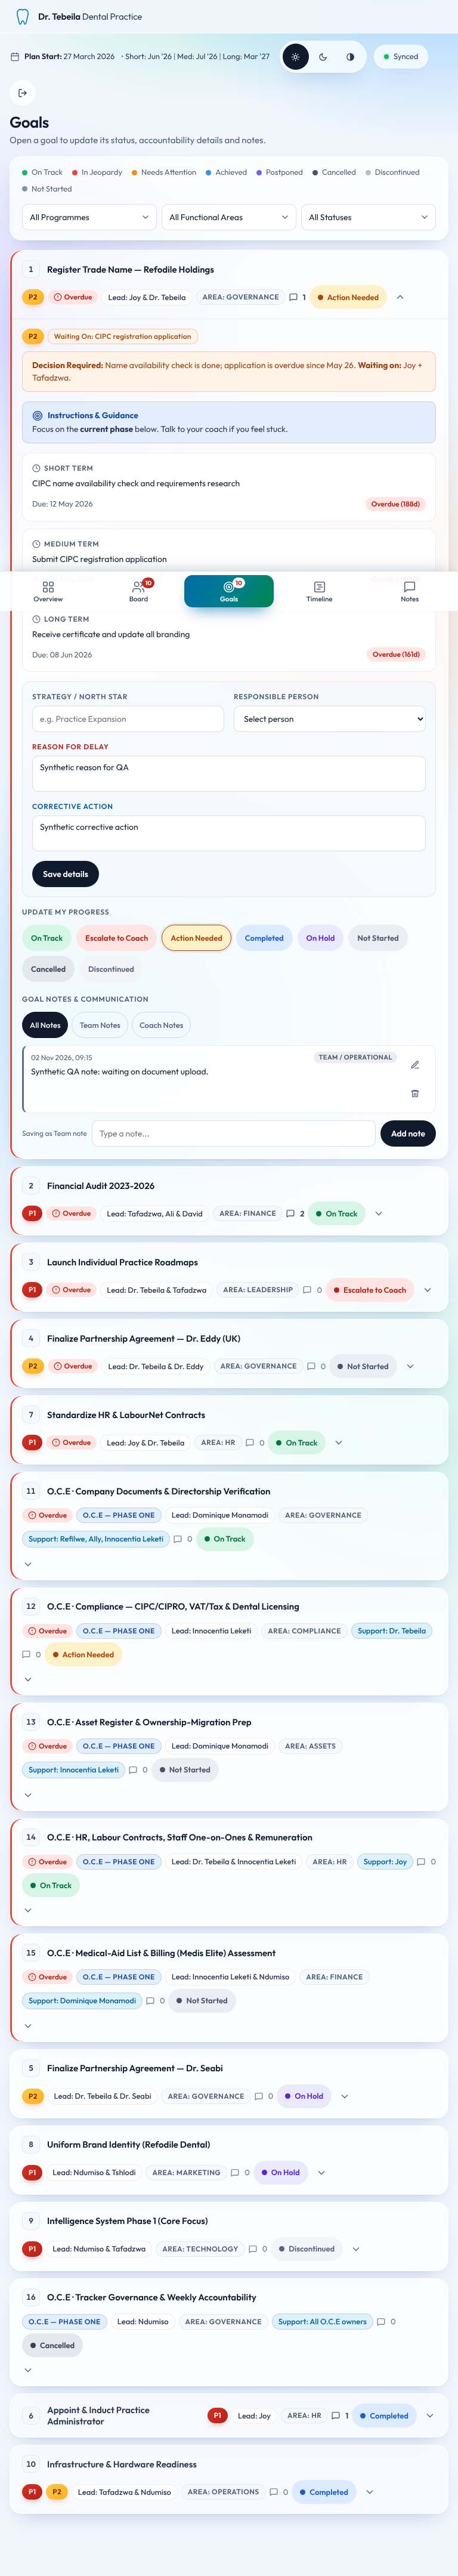 Dr. Tebeila Dental Practice
Plan Start: 27 March 2026 · Short: Jun '26 | Med: Jul '26 | Long: Mar '27
Synced
Goals
Open a goal to update its status, accountability details and notes.
On Track In Jeopardy Needs Attention Achieved Postponed Cancelled Discontinued
Not Started
All Programmes All Functional Areas All Statuses
1 Register Trade Name — Refodile Holdings
P2 Overdue Lead: Joy & Dr. Tebeila AREA: GOVERNANCE 1 Action Needed
P2 Waiting On: CIPC registration application
Decision Required: Name availability check is done; application is overdue since May 26. Waiting on: Joy +
Tafadzwa.
Instructions & Guidance
Focus on the current phase below. Talk to your coach if you feel stuck.
SHORT TERM
CIPC name availability check and requirements research
Due: 12 May 2026 Overdue (188d)
MEDIUM TERM
Submit CIPC registration application
Overview
10
Board
10
Goals
Timeline
Notes
LONG TERM
Receive certificate and update all branding
Due: 08 Jun 2026 Overdue (161d)
STRATEGY / NORTH STAR RESPONSIBLE PERSON
e.g. Practice Expansion Select person
REASON FOR DELAY
Synthetic reason for QA
CORRECTIVE ACTION
Synthetic corrective action
Save details
UPDATE MY PROGRESS
On Track Escalate to Coach Action Needed Completed On Hold Not Started
Cancelled Discontinued
GOAL NOTES & COMMUNICATION
All Notes Team Notes Coach Notes
02 Nov 2026, 09:15 TEAM / OPERATIONAL
Synthetic QA note: waiting on document upload.
Saving as Team note Type a note... Add note
2 Financial Audit 2023-2026
P1 Overdue Lead: Tafadzwa, Ali & David AREA: FINANCE 2 On Track
3 Launch Individual Practice Roadmaps
P1 Overdue Lead: Dr. Tebeila & Tafadzwa AREA: LEADERSHIP 0 Escalate to Coach
4 Finalize Partnership Agreement — Dr. Eddy (UK)
P2 Overdue Lead: Dr. Tebeila & Dr. Eddy AREA: GOVERNANCE 0 Not Started
7 Standardize HR & LabourNet Contracts
P1 Overdue Lead: Joy & Dr. Tebeila AREA: HR 0 On Track
11 O.C.E · Company Documents & Directorship Verification
Overdue O.C.E — PHASE ONE Lead: Dominique Monamodi AREA: GOVERNANCE
Support: Refilwe, Ally, Innocentia Leketi 0 On Track
12 O.C.E · Compliance — CIPC/CIPRO, VAT/Tax & Dental Licensing
Overdue O.C.E — PHASE ONE Lead: Innocentia Leketi AREA: COMPLIANCE Support: Dr. Tebeila
0 Action Needed
13 O.C.E · Asset Register & Ownership-Migration Prep
Overdue O.C.E — PHASE ONE Lead: Dominique Monamodi AREA: ASSETS
Support: Innocentia Leketi 0 Not Started
14 O.C.E · HR, Labour Contracts, Staff One-on-Ones & Remuneration
Overdue O.C.E — PHASE ONE Lead: Dr. Tebeila & Innocentia Leketi AREA: HR Support: Joy 0
On Track
15 O.C.E · Medical-Aid List & Billing (Medis Elite) Assessment
Overdue O.C.E — PHASE ONE Lead: Innocentia Leketi & Ndumiso AREA: FINANCE
Support: Dominique Monamodi 0 Not Started
5 Finalize Partnership Agreement — Dr. Seabi
P2 Lead: Dr. Tebeila & Dr. Seabi AREA: GOVERNANCE 0 On Hold
8 Uniform Brand Identity (Refodile Dental)
P1 Lead: Ndumiso & Tshlodi AREA: MARKETING 0 On Hold
9 Intelligence System Phase 1 (Core Focus)
P1 Lead: Ndumiso & Tafadzwa AREA: TECHNOLOGY 0 Discontinued
16 O.C.E · Tracker Governance & Weekly Accountability
O.C.E — PHASE ONE Lead: Ndumiso AREA: GOVERNANCE Support: All O.C.E owners 0
Cancelled
6 Appoint & Induct Practice
Administrator
P1 Lead: Joy AREA: HR 1 Completed
10 Infrastructure & Hardware Readiness
P1 P2 Lead: Tafadzwa & Ndumiso AREA: OPERATIONS 0 Completed